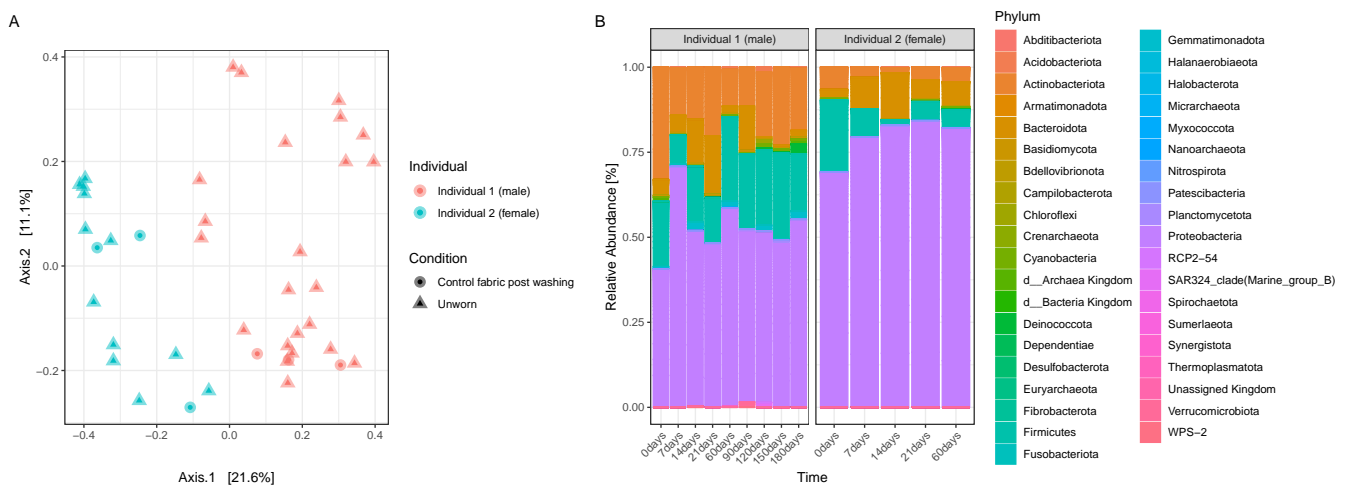 A
Axis.2 [11.1%]
0.4
0.2
0.0
−0.2
−0.4
−0.2
0.0
0.2
0.4
Axis.1 [21.6%]
Individual
Individual 1 (male)
Individual 2 (female)
Condition
Control fabric post washing
Unworn
B
Relative Abundance [%]
Individual 1 (male)
Individual 2 (female)
1.00
0.75
0.50
0.25
0.00
0days
7days
14days
21days
60days
90days
120days
150days
180days
0days
7days
14days
21days
60days
Time
Phylum
Abditibacteriota
Acidobacteriota
Actinobacteriota
Armatimonadota
Bacteroidota
Basidiomycota
Bdellovibrionota
Campilobacterota
Chloroflexi
Crenarchaeota
Cyanobacteria
d__Archaea Kingdom
d__Bacteria Kingdom
Deinococcota
Dependentiae
Desulfobacterota
Euryarchaeota
Fibrobacterota
Firmicutes
Fusobacteriota
Gemmatimonadota
Halanaerobiaeota
Halobacterota
Micrarchaeota
Myxococcota
Nanoarchaeota
Nitrospirota
Patescibacteria
Planctomycetota
Proteobacteria
RCP2−54
SAR324_clade(Marine_group_B)
Spirochaetota
Sumerlaeota
Synergistota
Thermoplasmatota
Unassigned Kingdom
Verrucomicrobiota
WPS−2